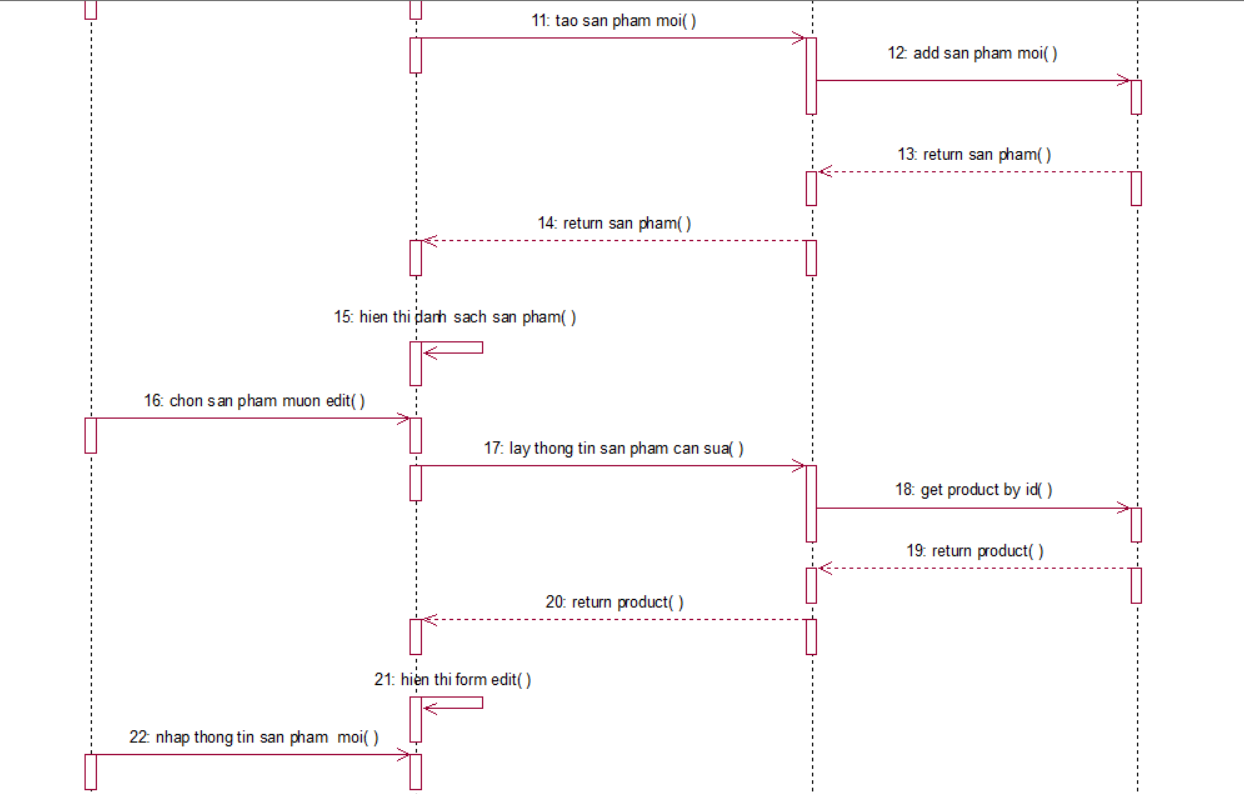 11: tao san pham moi( )
12: add san pham moi( )
13: return san pham( )
14: return san pham( )
15: hien thi danh sach san pham( )
16: chon san pham muon edit( )
17: lay thong tin san pham can sua( )
18: get product by id( )
19: return product( )
20: return product( )
21: hien thi form edit( )
22: nhap thong tin san pham  moi( )